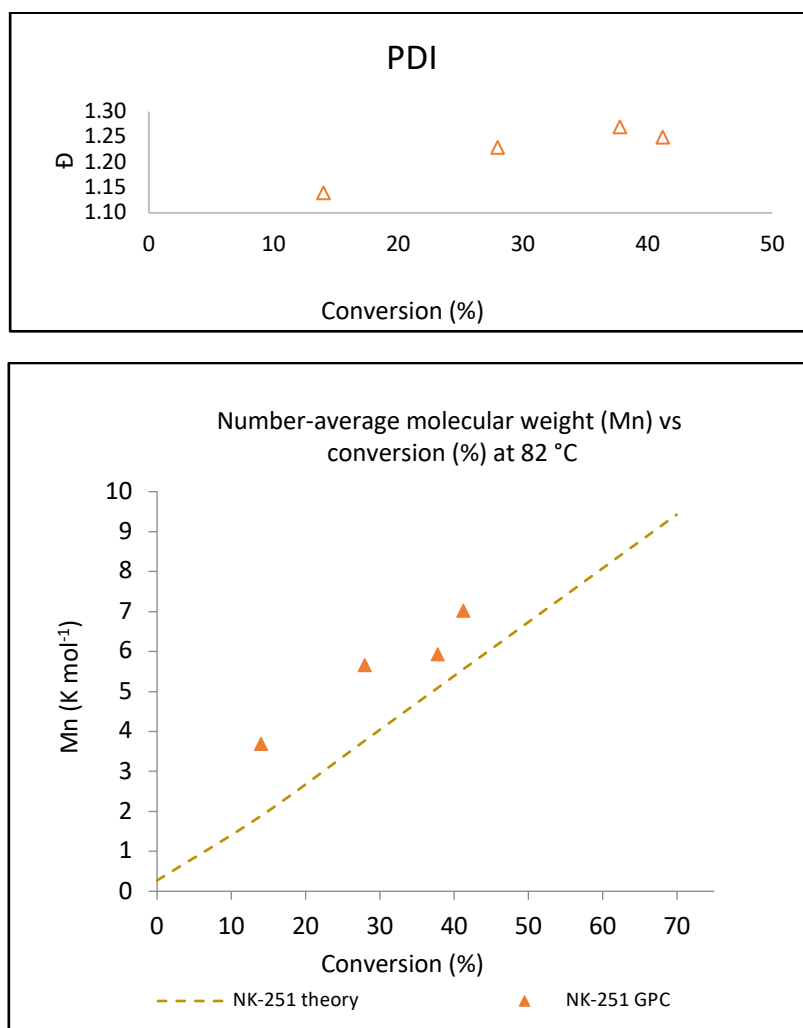 PDI
1.30
1.25
1.20
1.15
1.10
Đ
0 10 20 30 40 50
Conversion (%)
Number-average molecular weight (Mn) vs
conversion (%) at 82 °C
10
9
8
7
6
5
4
3
2
1
0
Mn (K mol⁻¹)
0 10 20 30 40 50 60 70
Conversion (%)
NK-251 theory NK-251 GPC